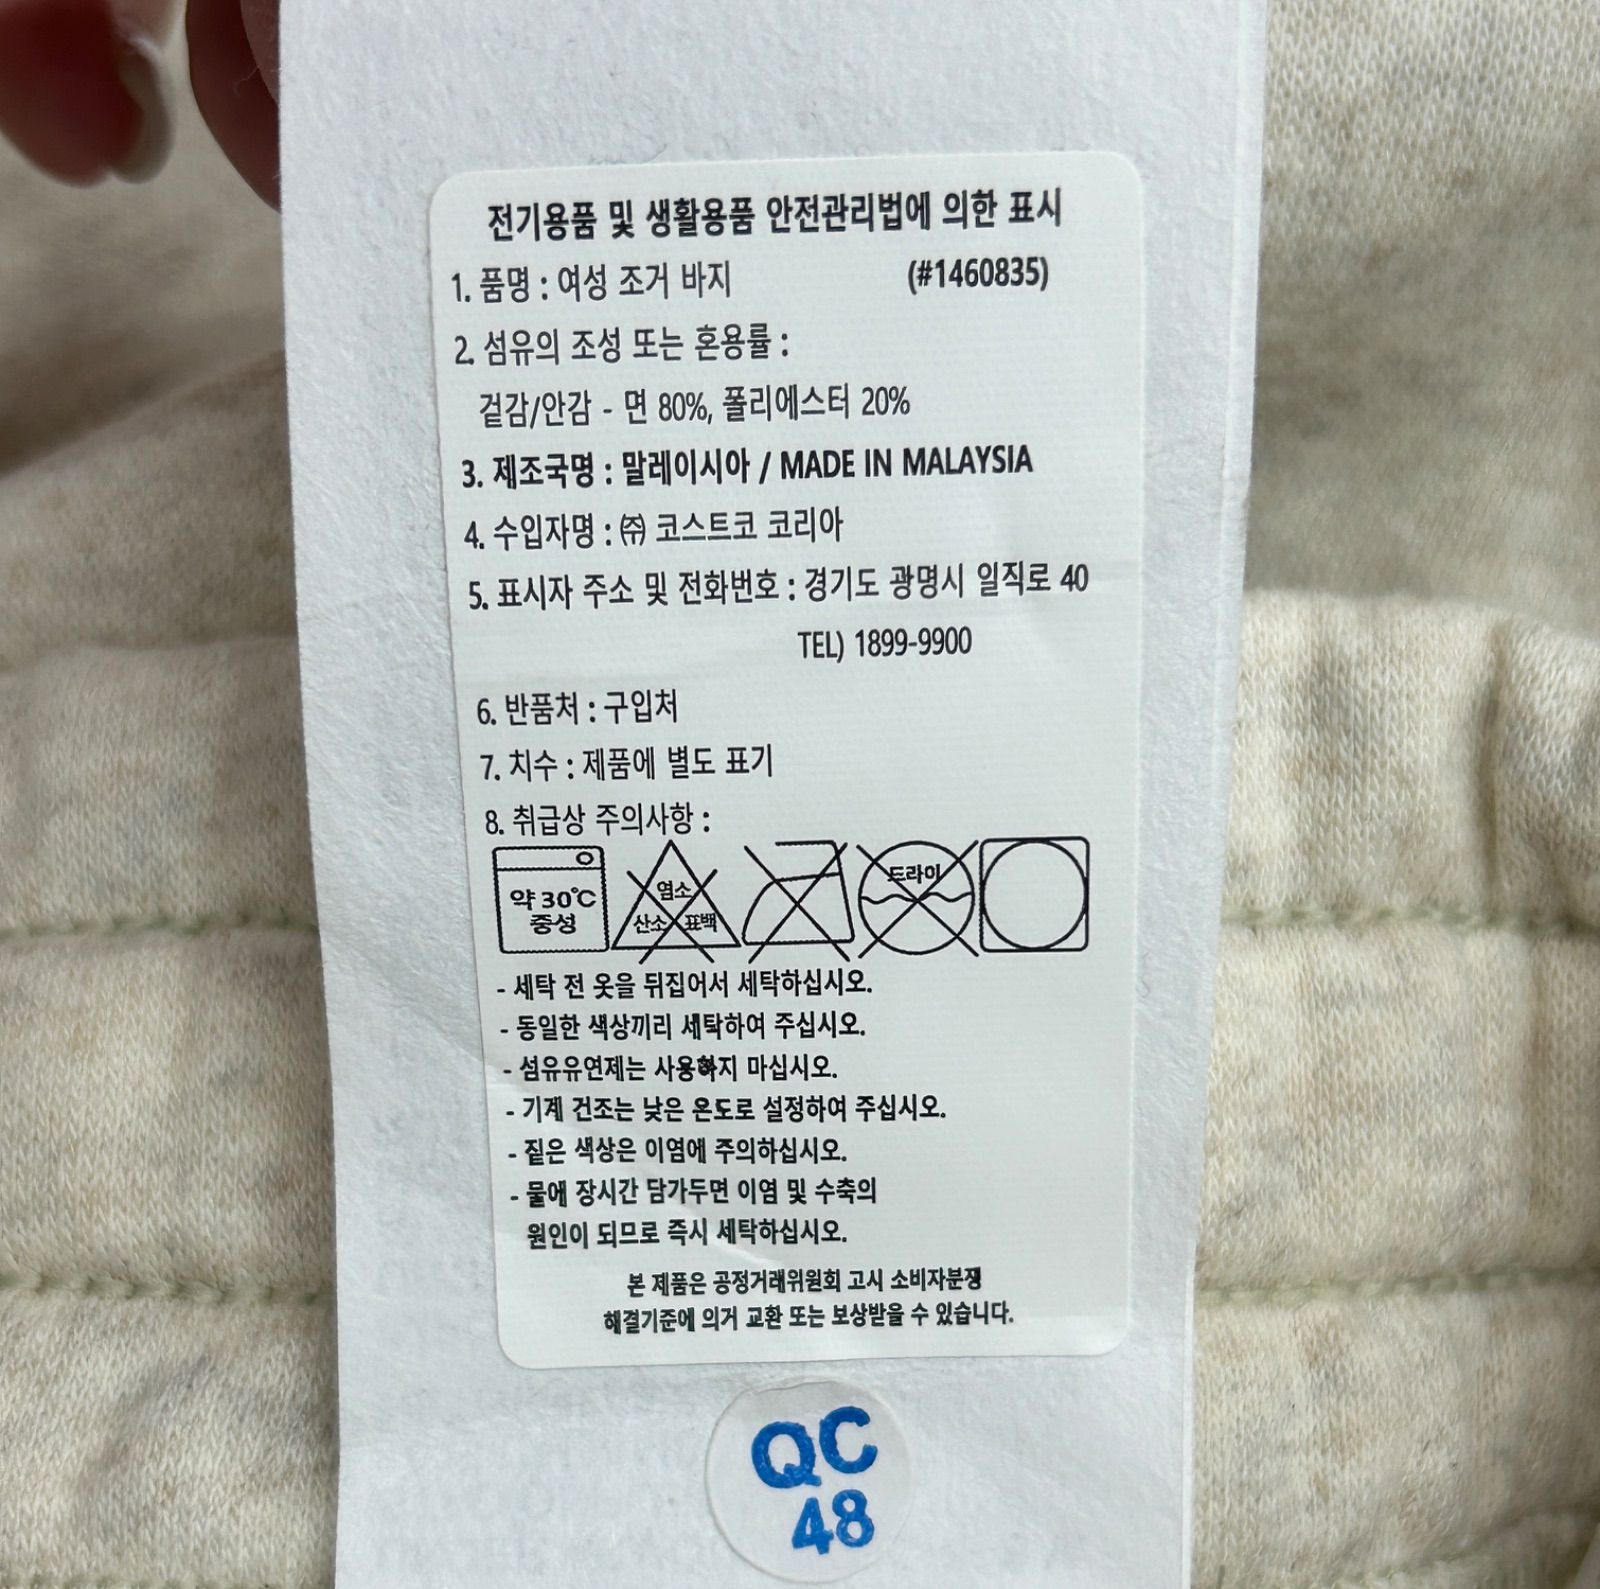 전기용품 및 생활용품 안전관리법에 의한 표시
1. 품명 : 여성 조거 바지 (#1460835)
2. 섬유의 조성 또는 혼용률 :
겉감/안감 - 면 80%, 폴리에스터 20%
3. 제조국명 : 말레이시아 / MADE IN MALAYSIA
4. 수입자명 : ㈜ 코스트코 코리아
5. 표시자 주소 및 전화번호 : 경기도 광명시 일직로 40
TEL) 1899-9900
6. 반품처 : 구입처
7. 치수 : 제품에 별도 표기
8. 취급상 주의사항 :
약 30℃
중성
염소
산소 표백
드라이
- 세탁 전 옷을 뒤집어서 세탁하십시오.
- 동일한 색상끼리 세탁하여 주십시오.
- 섬유유연제는 사용하지 마십시오.
- 기계 건조는 낮은 온도로 설정하여 주십시오.
- 짙은 색상은 이염에 주의하십시오.
- 물에 장시간 담가두면 이염 및 수축의
원인이 되므로 즉시 세탁하십시오.
본 제품은 공정거래위원회 고시 소비자분쟁
해결기준에 의거 교환 또는 보상받을 수 있습니다.
QC
48